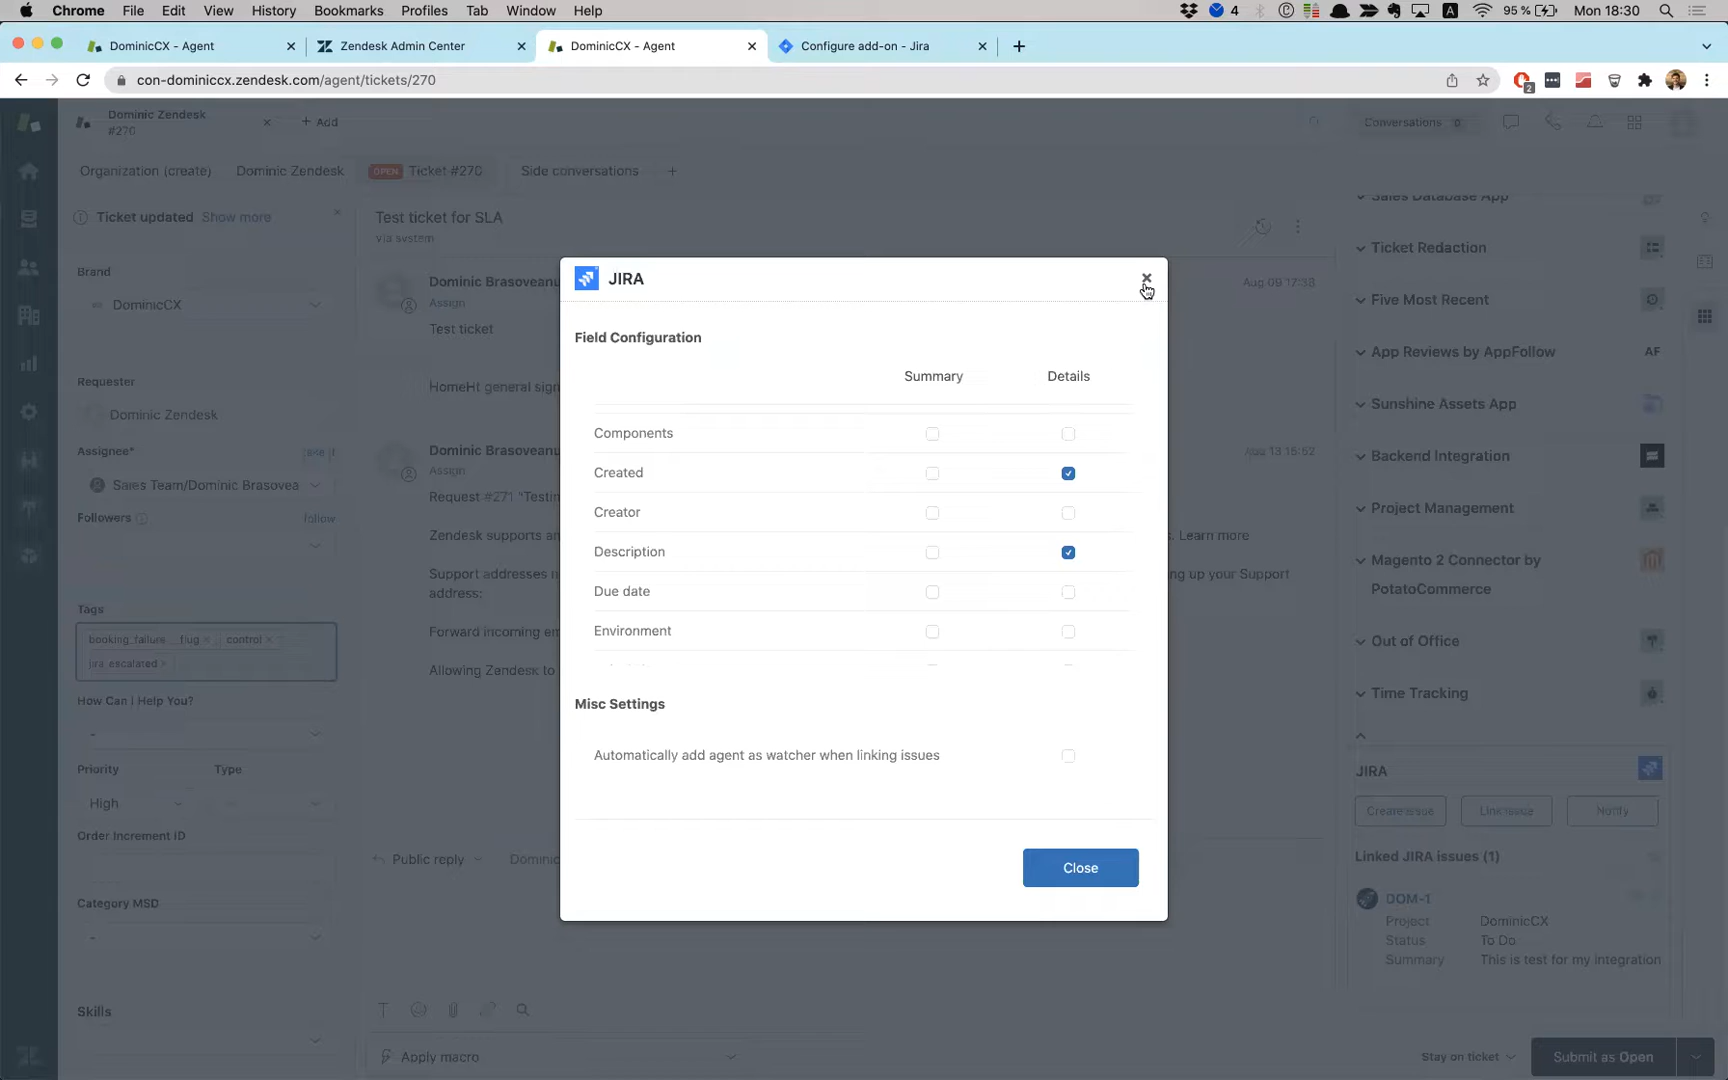 Chrome File Edit View History Bookmarks Profiles Tab Window Help 4 A 95 % Mon 18:30
DominicCX - Agent Zendesk Admin Center DominicCX - Agent Configure add-on - Jira
con-dominiccx.zendesk.com/agent/tickets/270 2
Dominic Zendesk
#270
+ Add
Conversations 0
Organization (create) Dominic Zendesk OPEN Ticket #270 Side conversations +
Ticket updated Show more
Brand
DominicCX
Requester
Dominic Zendesk
Assignee*
Sales Team/Dominic Brasovea
Followers follow
Tags
booking_failure flug control
jira_escalated
How Can I Help You?
-
Priority Type
High
Order Increment ID
Category MSD
-
Skills
Test ticket for SLA
Via system
Dominic Brasoveanu
Assign
Aug 09 17:38
Test ticket
Dominic Brasoveanu
Assign
Aug 13 15:52
Request #271 "Testin
Zendesk supports an s. Learn more
Support addresses n ing up your Support
address:
Forward incoming em
Allowing Zendesk to
Public reply Dominic
Apply macro
JIRA
Field Configuration
Summary Details
Components
Created
Creator
Description
Due date
Environment
Misc Settings
Automatically add agent as watcher when linking issues
Close
Sales Database App
Ticket Redaction
Five Most Recent
App Reviews by AppFollow AF
Sunshine Assets App
Backend Integration
Project Management
Magento 2 Connector by
PotatoCommerce
Out of Office
Time Tracking
JIRA
Create issue Link issue Notify
Linked JIRA issues (1)
DOM-1
Project DominicCX
Status To Do
Summary This is test for my integration
Stay on ticket Submit as Open